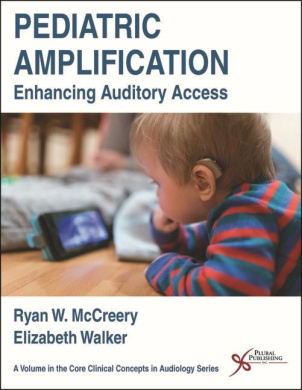 PEDIATRIC
AMPLIFICATION
Enhancing Auditory Access
Ryan W. McCreery
Elizabeth Walker
A Volume in the Core Clinical Concepts in Audiology Series
PLURAL
PUBLISHING
INC.